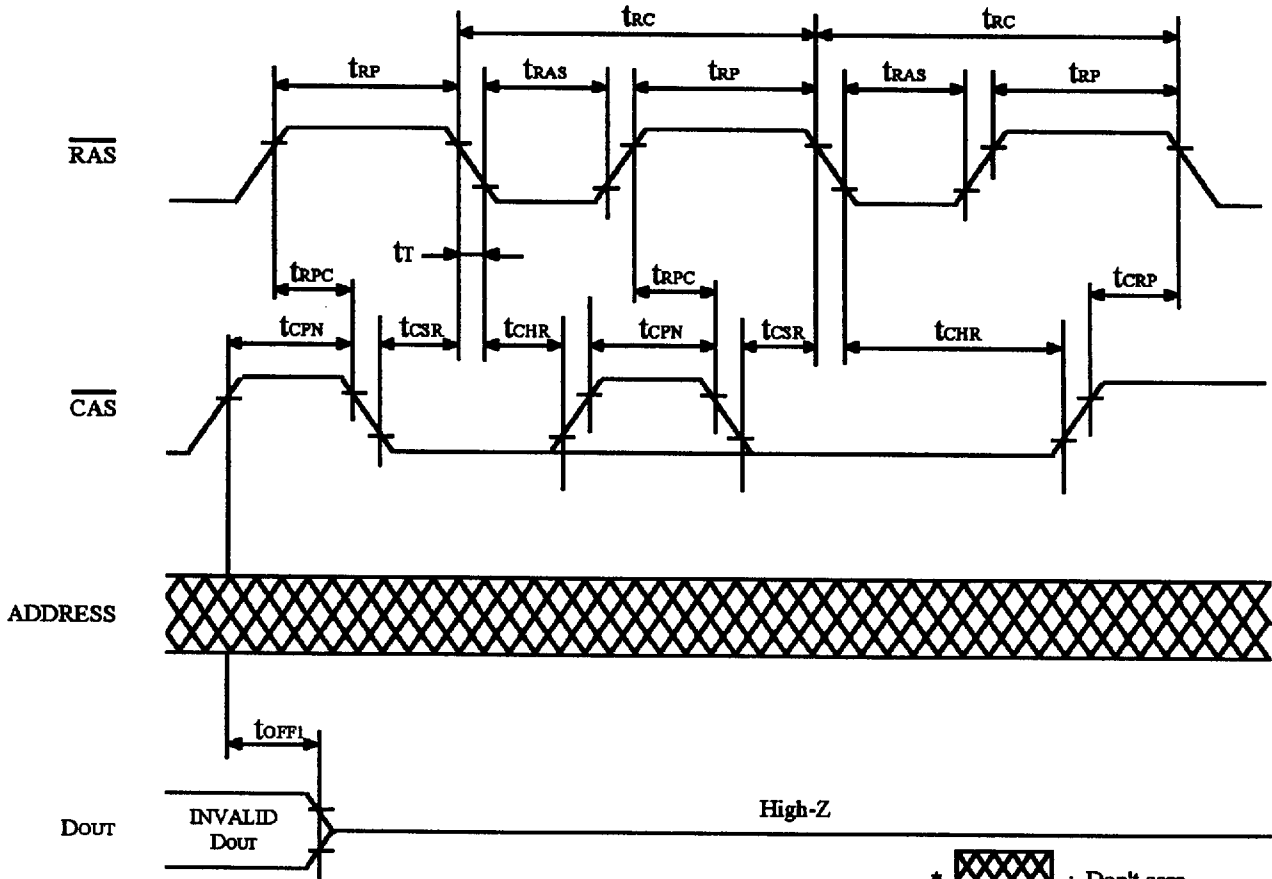 tRC tRC
tRP tRAS tRP tRAS tRP
RAS
tT
tRPC tRPC tCRP
tCPN tCSR tCHR tCPN tCSR tCHR
CAS
ADDRESS
tOFF1
INVALID
DOUT
High-Z
DOUT
* : Don't care